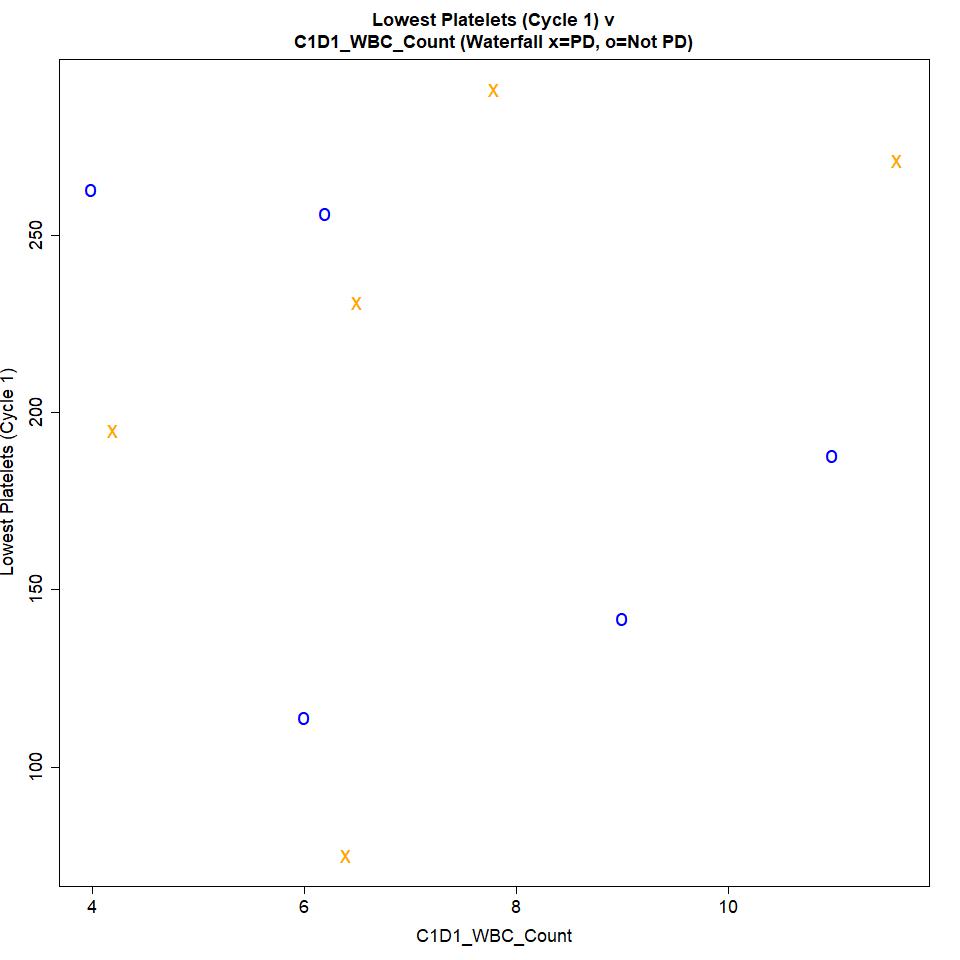 Lowest Platelets (Cycle 1) v
C1D1_WBC_Count (Waterfall x=PD, o=Not PD)
Lowest Platelets (Cycle 1)
250
200
150
100
X
X
O
O
X
X
O
O
O
X
4
6
8
10
C1D1_WBC_Count